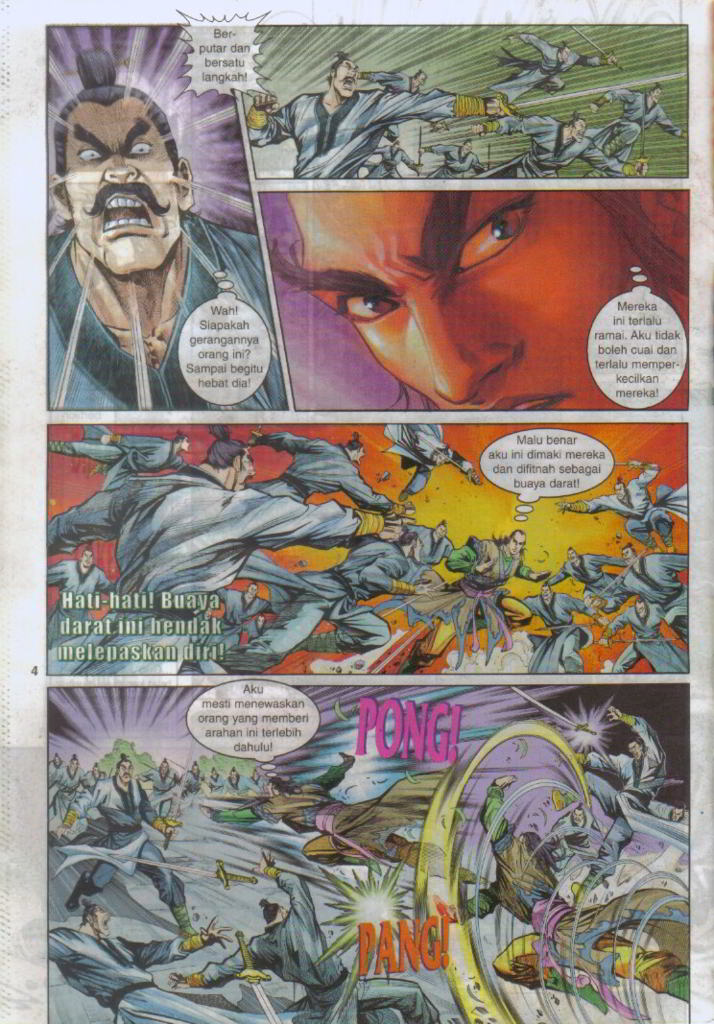 Ber-
putar dan
bersatu
langkah!
Wah!
Siapakah
gerangannya
orang ini?
Sampai begitu
hebat dia!
Mereka
ini terlalu
ramai. Aku tidak
boleh cuai dan
terlalu memper-
kecilkan
mereka!
Malu benar
aku ini dimaki mereka
dan difitnah sebagai
buaya darat!
Hati-hati! Buaya
darat ini hendak
melepaskan diri!
4
Aku
mesti menewaskan
orang yang memberi
arahan ini terlebih
dahulu!
PONG!
PANG!